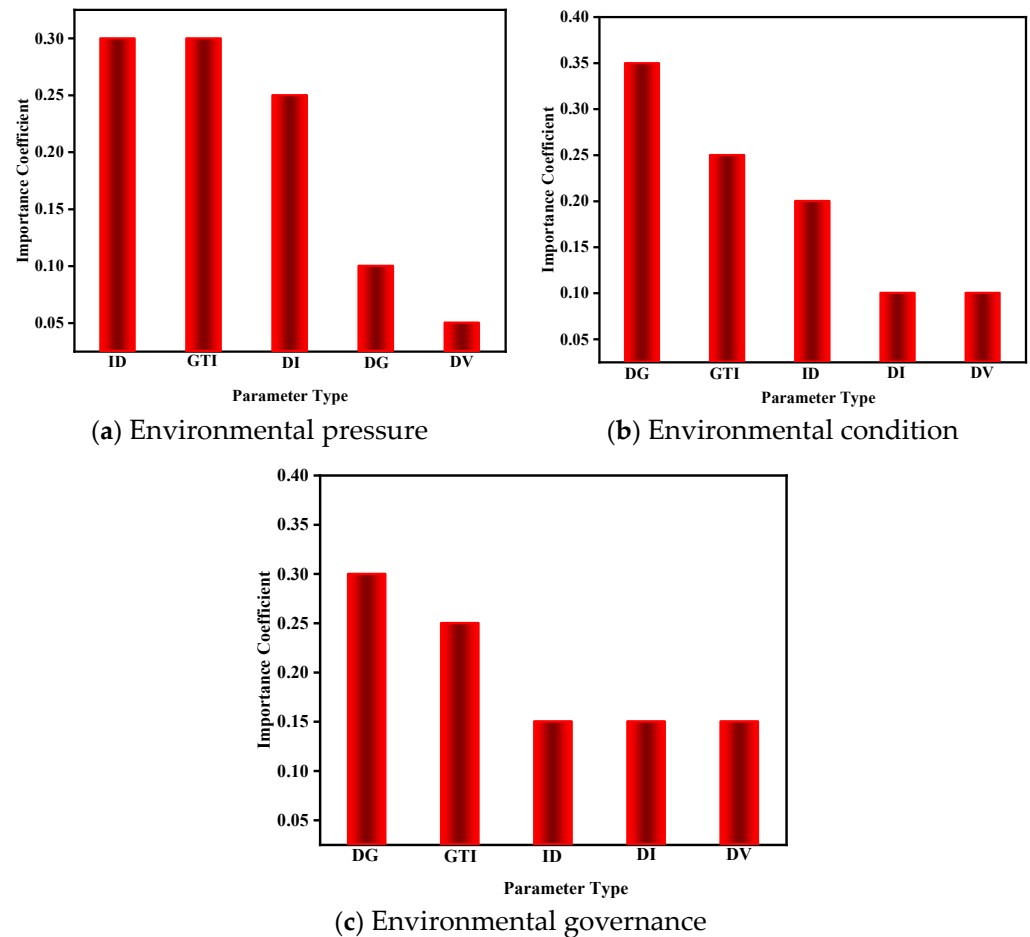 0.30
0.25
0.20
0.15
0.10
0.05
Importance Coefficient
ID GTI DI DG DV
Parameter Type
(a) Environmental pressure
0.40
0.35
0.30
0.25
0.20
0.15
0.10
0.05
Importance Coefficient
DG GTI ID DI DV
Parameter Type
(b) Environmental condition
0.40
0.35
0.30
0.25
0.20
0.15
0.10
0.05
Importance Coefficient
DG GTI ID DI DV
Parameter Type
(c) Environmental governance